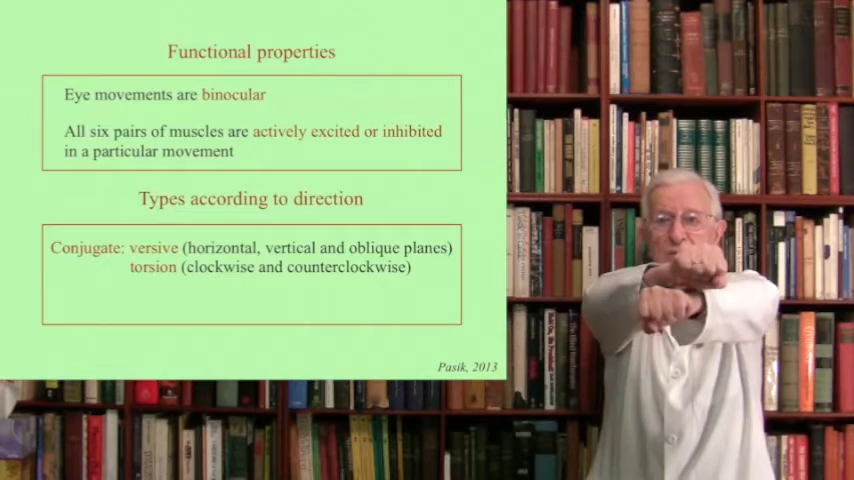 Functional properties
Eye movements are binocular
All six pairs of muscles are actively excited or inhibited
in a particular movement
Types according to direction
Conjugate: versive (horizontal, vertical and oblique planes)
torsion (clockwise and counterclockwise)
Pasik, 2013